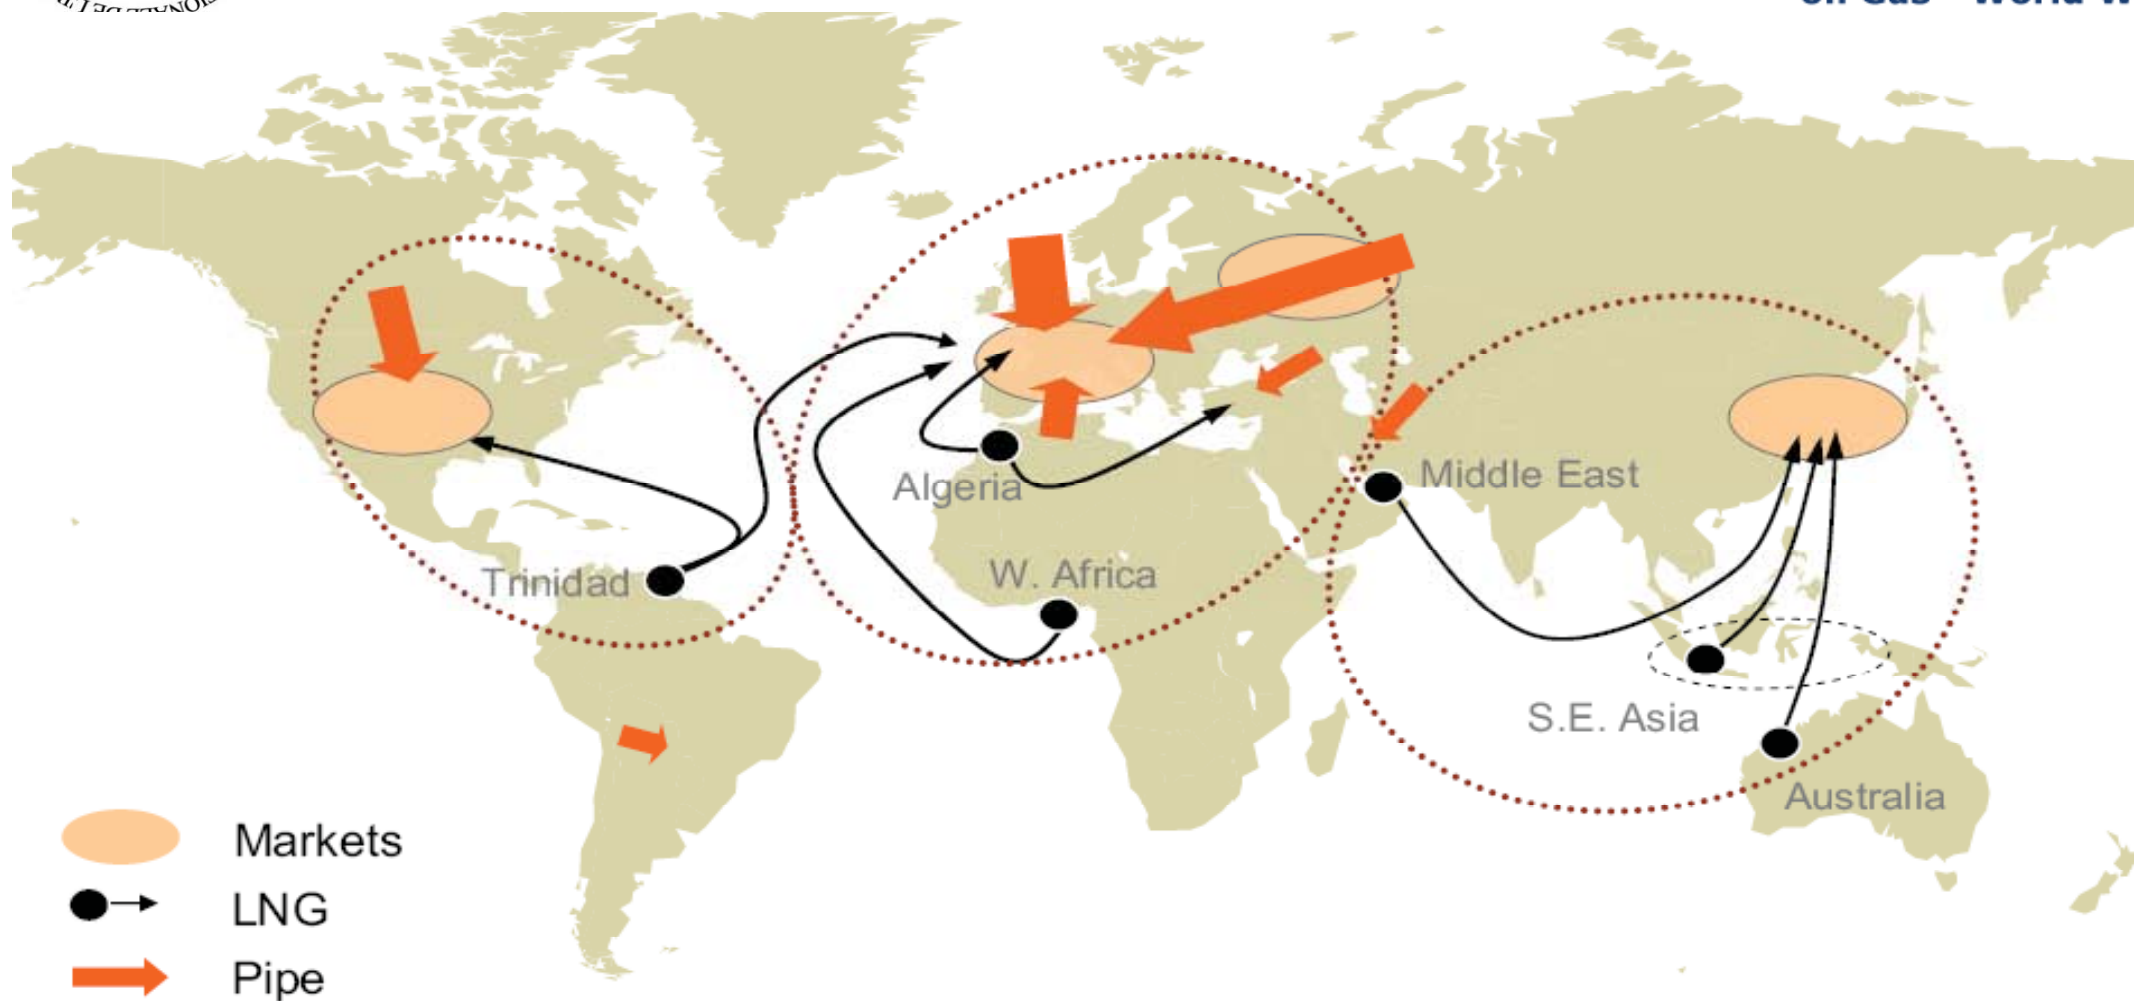 Algeria
Middle East
Trinidad
W. Africa
S.E. Asia
Australia
Markets
LNG
Pipe